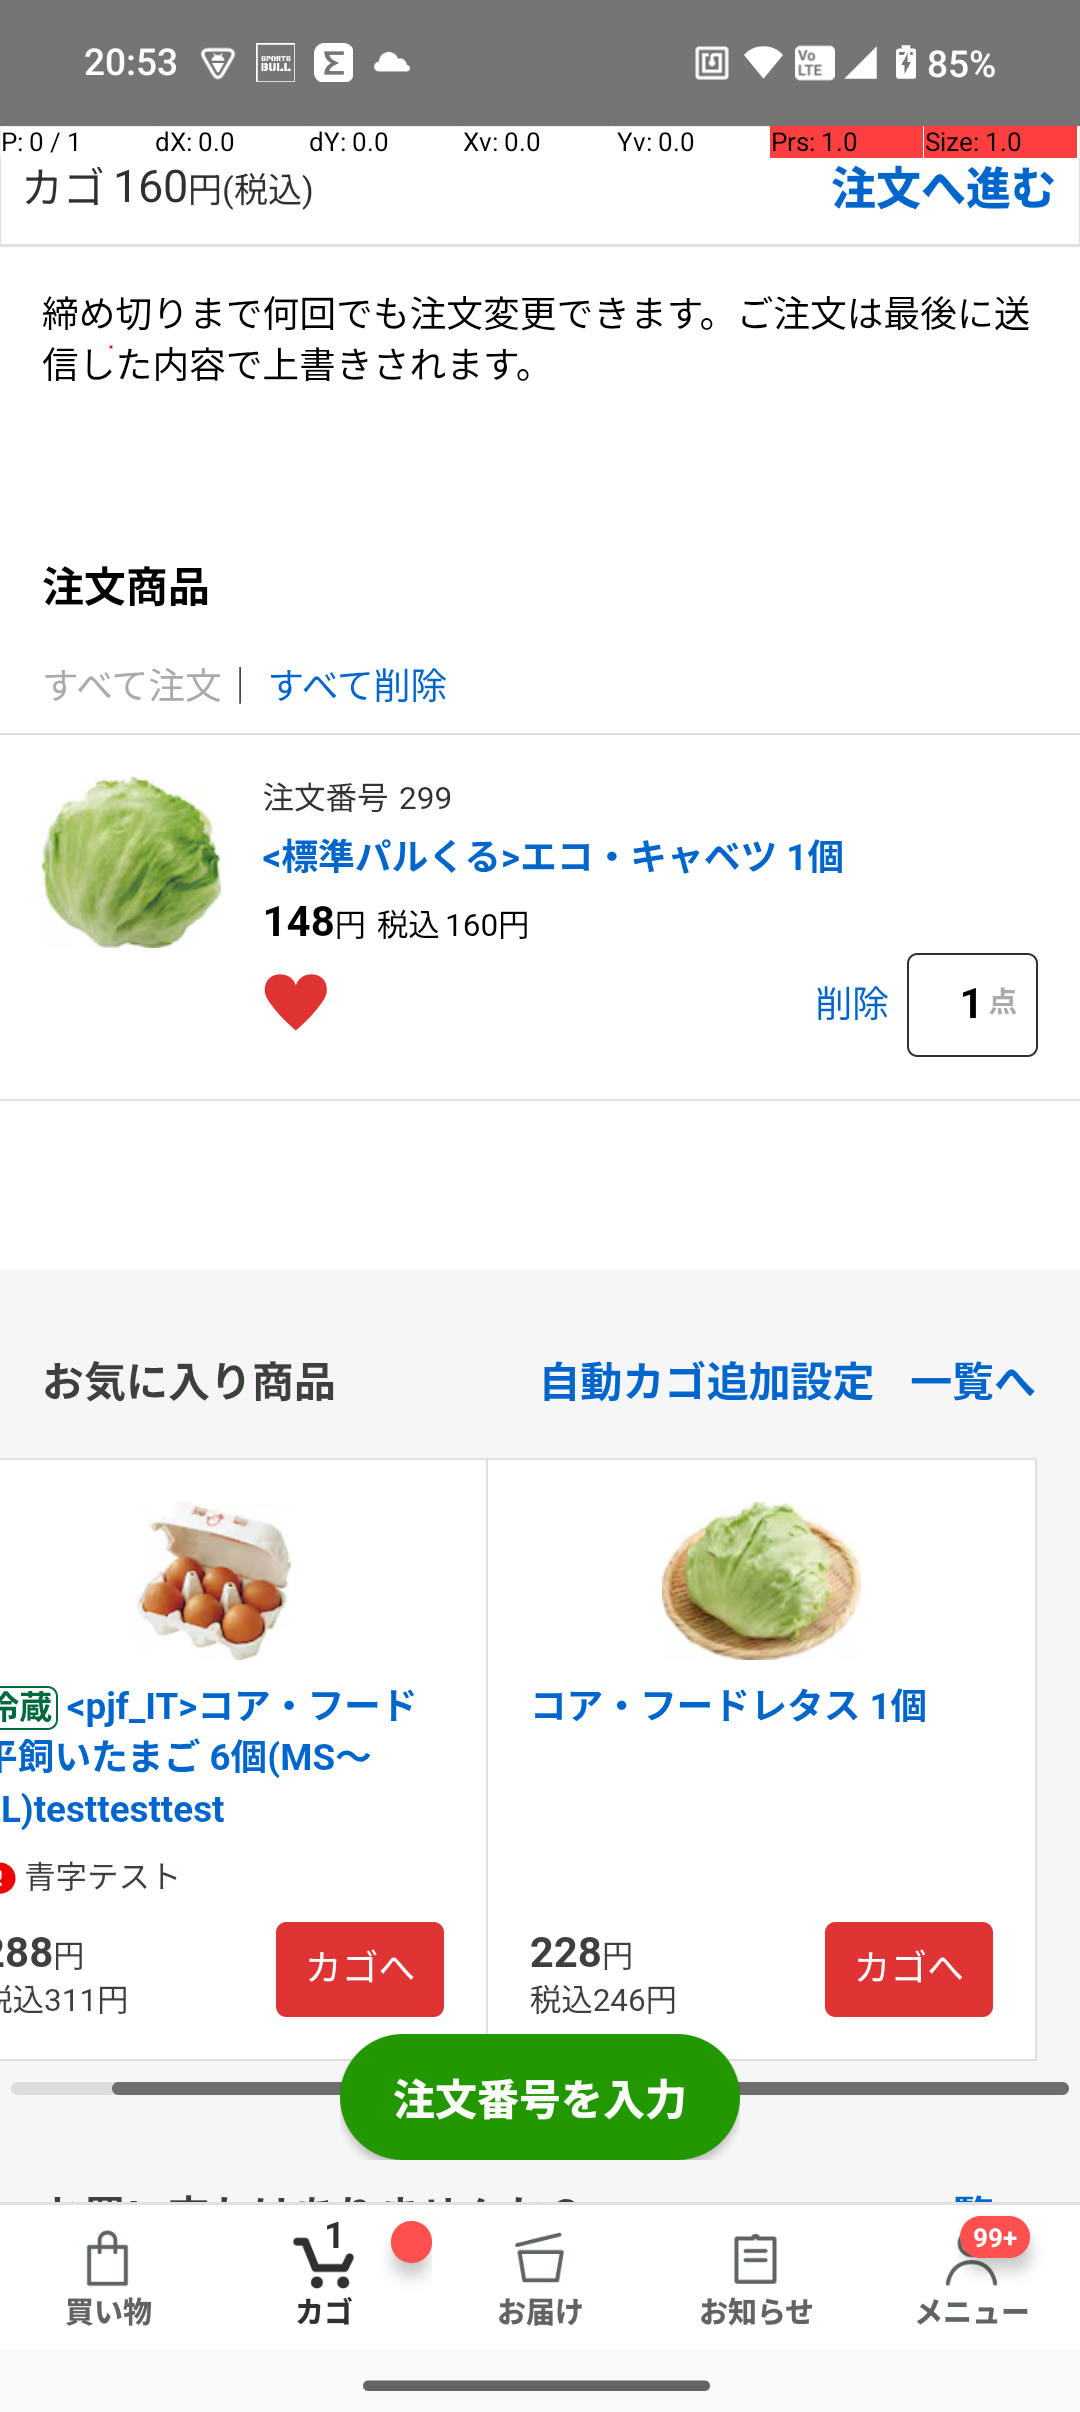 20:53 SPORTS BULL Vo LTE 85%
P: 0 / 1 dX: 0.0 dY: 0.0 Xv: 0.0 Yv: 0.0 Prs: 1.0 Size: 1.0
カゴ 160円(税込) 注文へ進む
締め切りまで何回でも注文変更できます。ご注文は最後に送
信した内容で上書きされます。
注文商品
すべて注文 | すべて削除
注文番号 299
<標準パルくる>エコ・キャベツ 1個
148円 税込 160円
削除 1 点
お気に入り商品 自動カゴ追加設定 一覧へ
冷蔵 <pjf_IT>コア・フード
平飼いたまご 6個(MS〜
LL)testtesttest
青字テスト
288円
税込311円
カゴへ
コア・フードレタス 1個
228円
税込246円
カゴへ
注文番号を入力
1 99+
買い物 カゴ お届け お知らせ メニュー